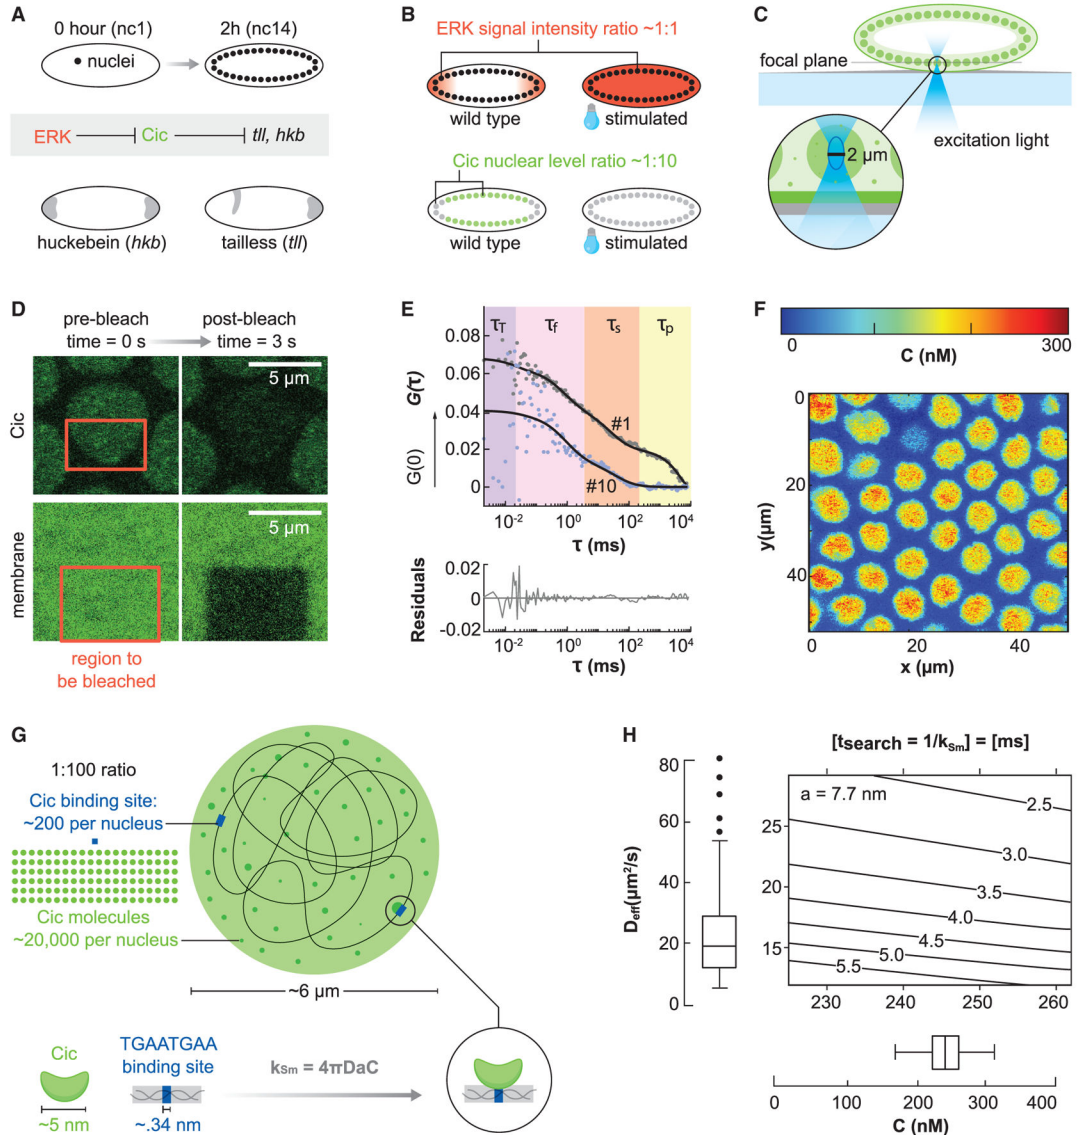 A
0 hour (nc1)
2h (nc14)
nuclei
ERK
Cic
tll, hkb
huckebein (hkb)
tailless (tll)
B
ERK signal intensity ratio ~1:1
wild type
stimulated
Cic nuclear level ratio ~1:10
wild type
stimulated
C
focal plane
excitation light
2 μm
D
pre-bleach
time = 0 s
post-bleach
time = 3 s
Cic
5 μm
membrane
5 μm
region to
be bleached
E
τT
τf
τs
τp
0.08
0.06
0.04
0.02
0
G(τ)
G(0)
#1
#10
10-2
100
102
104
τ (ms)
0.02
0
-0.02
Residuals
10-2
100
102
104
τ (ms)
F
0
300
C (nM)
0
20
40
y(μm)
0
20
40
x (μm)
G
1:100 ratio
Cic binding site:
~200 per nucleus
Cic molecules
~20,000 per nucleus
~6 μm
Cic
~5 nm
TGAATGAA
binding site
~.34 nm
kSm = 4πDaC
H
[tsearch = 1/kSm] = [ms]
80
60
40
20
0
Deff(μm²/s)
a = 7.7 nm
25
20
15
2.5
3.0
3.5
4.0
4.5
5.0
5.5
230
240
250
260
0
100
200
300
400
C (nM)